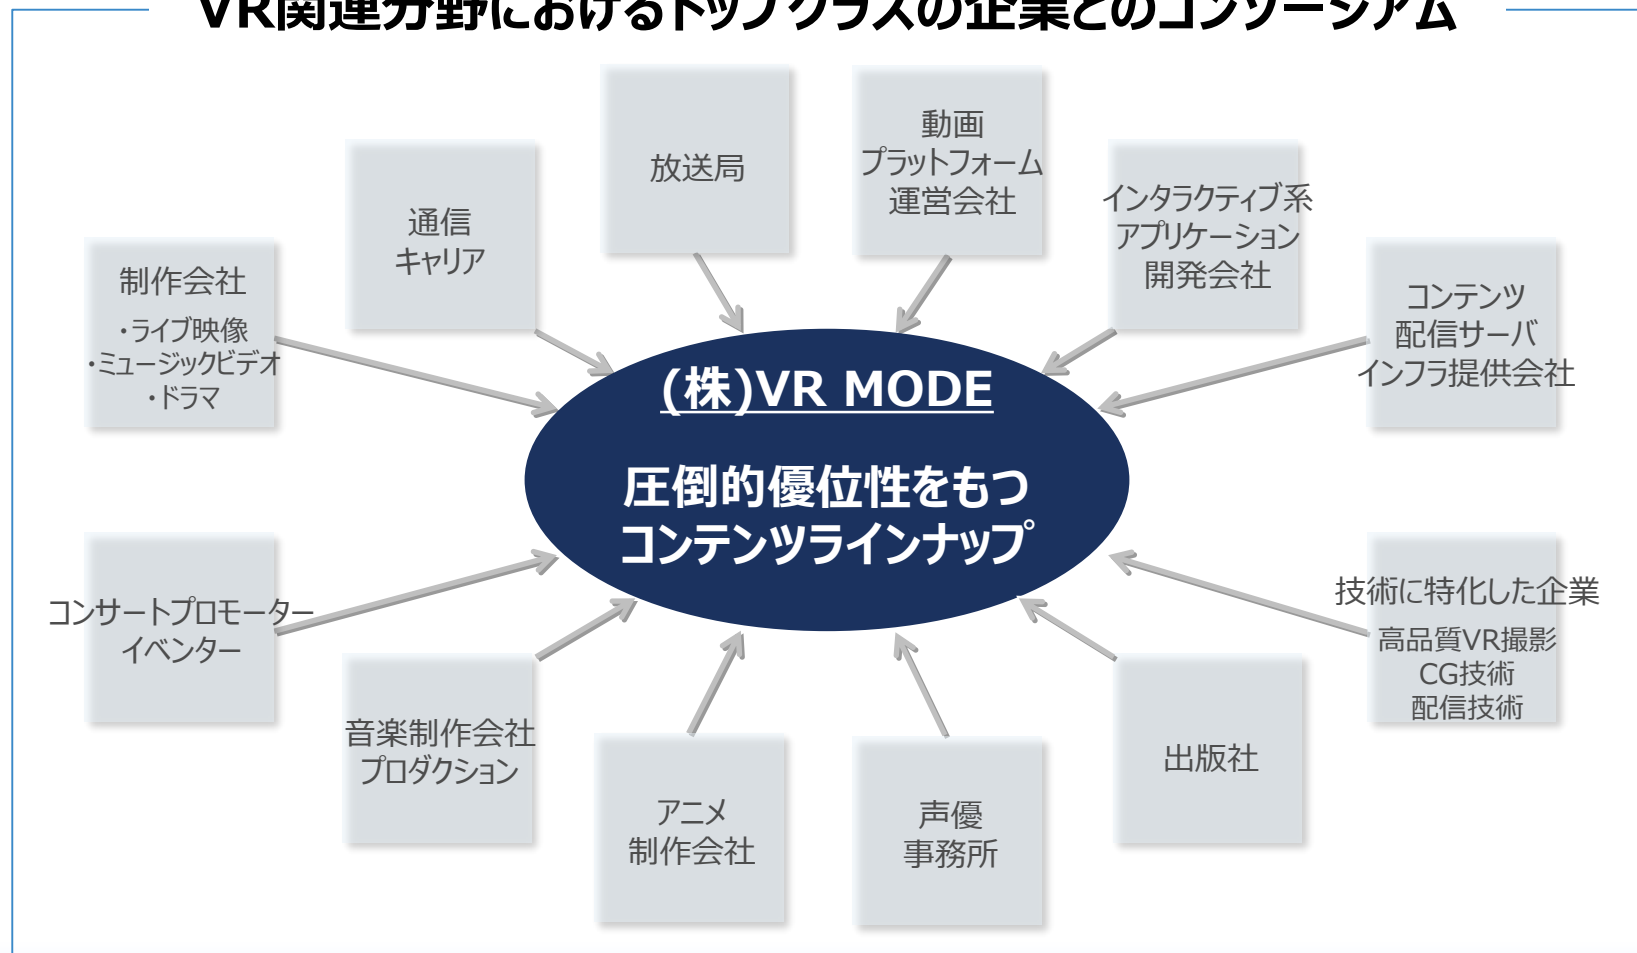 VR関連分野におけるトップクラスの企業とのコンソーシアム
放送局
動画
プラットフォーム
運営会社
通信
キャリア
インタラクティブ系
アプリケーション
開発会社
制作会社
・ライブ映像
・ミュージックビデオ
・ドラマ
コンテンツ
配信サーバ
インフラ提供会社
(株)VR MODE
圧倒的優位性をもつ
コンテンツラインナップ
コンサートプロモーター
イベンター
技術に特化した企業
高品質VR撮影
CG技術
配信技術
音楽制作会社
プロダクション
アニメ
制作会社
声優
事務所
出版社